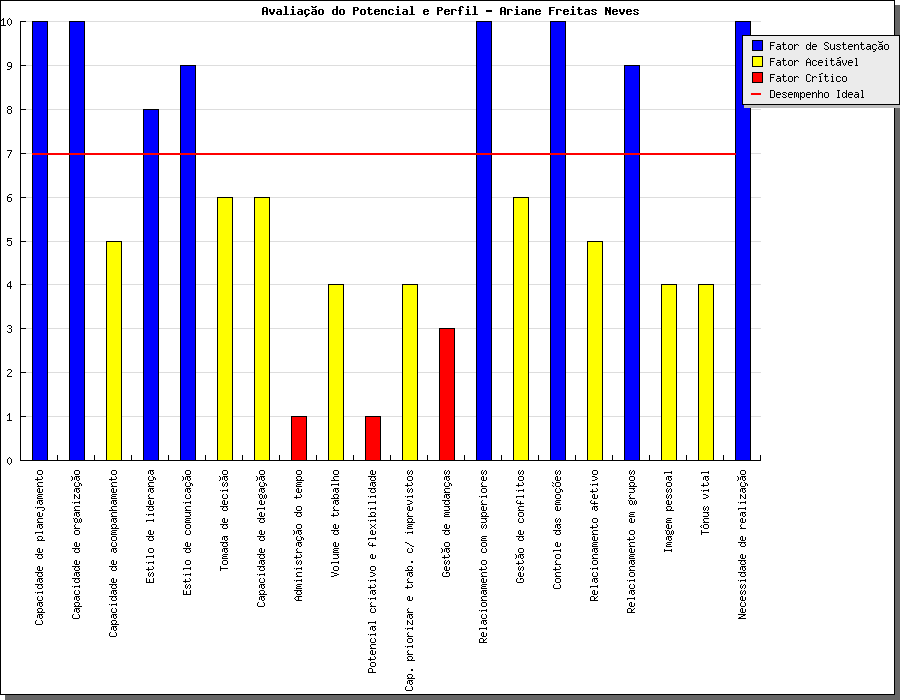 Avaliação do Potencial e Perfil - Ariane Freitas Neves
10
9
8
7
6
5
4
3
2
1
0
Fator de Sustentação
Fator Aceitável
Fator Crítico
Desempenho Ideal
Capacidade de planejamento
Capacidade de organização
Capacidade de acompanhamento
Estilo de liderança
Estilo de comunicação
Tomada de decisão
Capacidade de delegação
Administração do tempo
Volume de trabalho
Potencial criativo e flexibilidade
Cap. priorizar e trab. c/ imprevistos
Gestão de mudanças
Relacionamento com superiores
Gestão de conflitos
Controle das emoções
Relacionamento afetivo
Relacionamento em grupos
Imagem pessoal
Tônus vital
Necessidade de realização